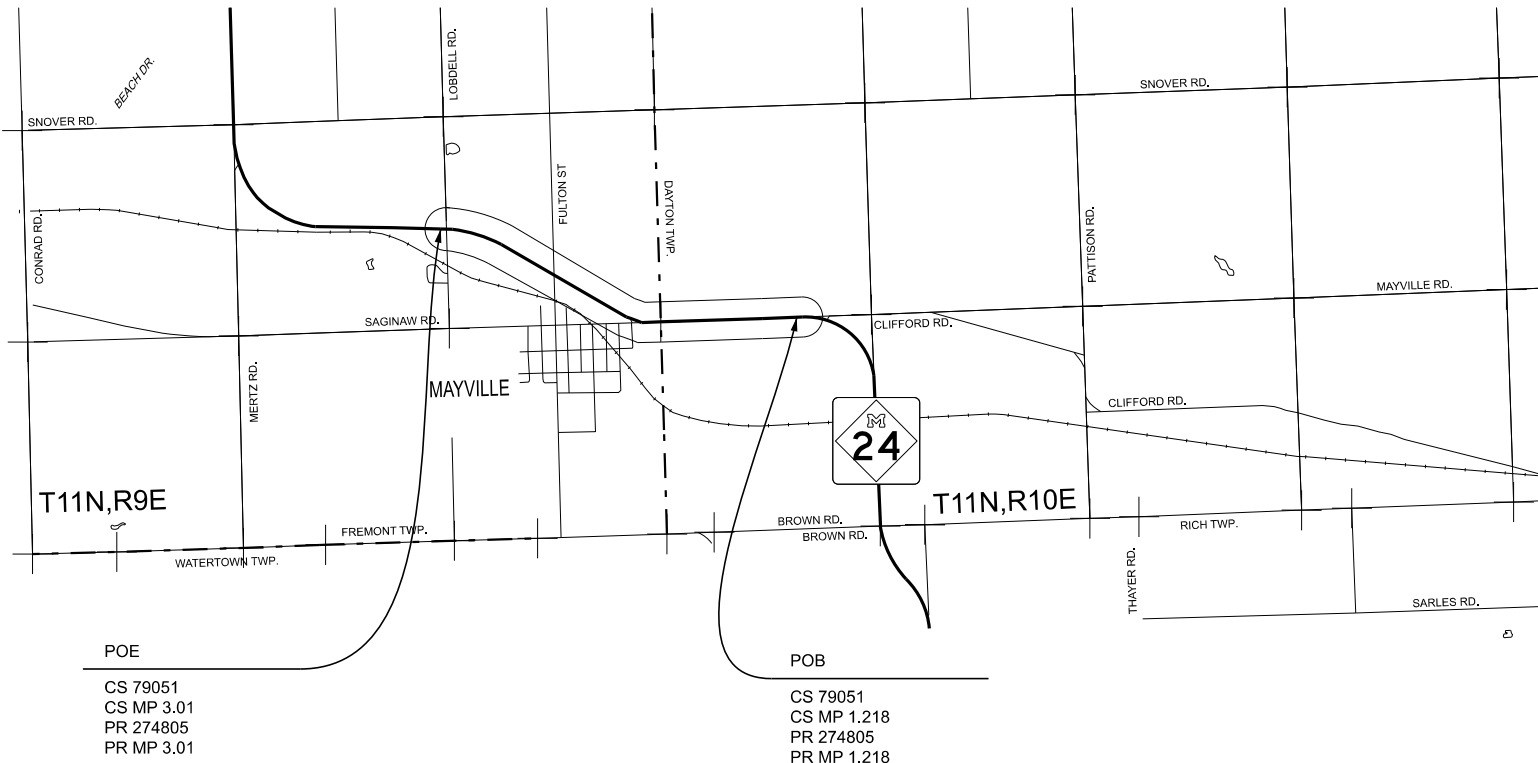 BEACH DR.
LOBDELL RD.
SNOVER RD.
SNOVER RD.
CONRAD RD.
FULTON ST
DAYTON TWP.
PATTISON RD.
MAYVILLE RD.
SAGINAW RD.
CLIFFORD RD.
MERTZ RD.
MAYVILLE
CLIFFORD RD.
M
24
T11N,R9E
T11N,R10E
FREMONT TWP.
BROWN RD.
BROWN RD.
RICH TWP.
WATERTOWN TWP.
THAYER RD.
SARLES RD.
POE
CS 79051
CS MP 3.01
PR 274805
PR MP 3.01
POB
CS 79051
CS MP 1.218
PR 274805
PR MP 1.218